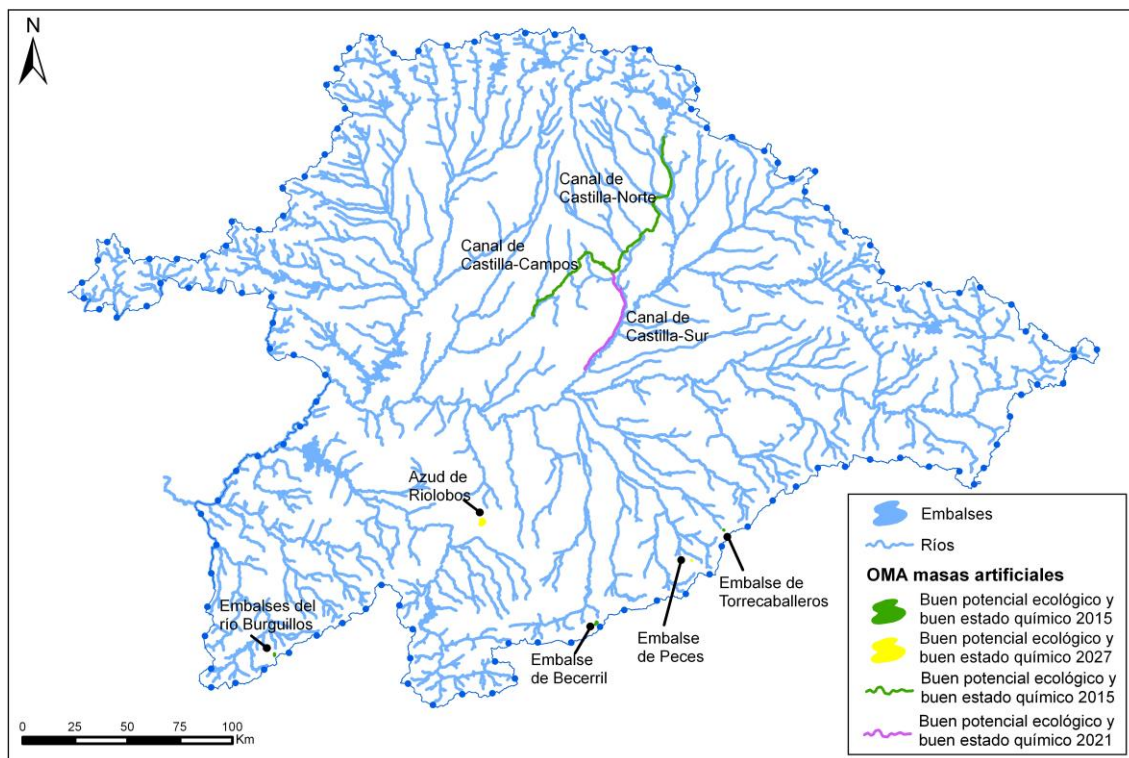 N
Canal de
Castilla-Norte
Canal de
Castilla-Campos
Canal de
Castilla-Sur
Azud de
Riolobos
Embalse de
Torrecaballeros
Embalse
de Peces
Embalse
de Becerril
Embalses del
río Burguillos
0 25 50 75 100
Km
Embalses
Ríos
OMA masas artificiales
Buen potencial ecológico y
buen estado químico 2015
Buen potencial ecológico y
buen estado químico 2027
Buen potencial ecológico y
buen estado químico 2015
Buen potencial ecológico y
buen estado químico 2021